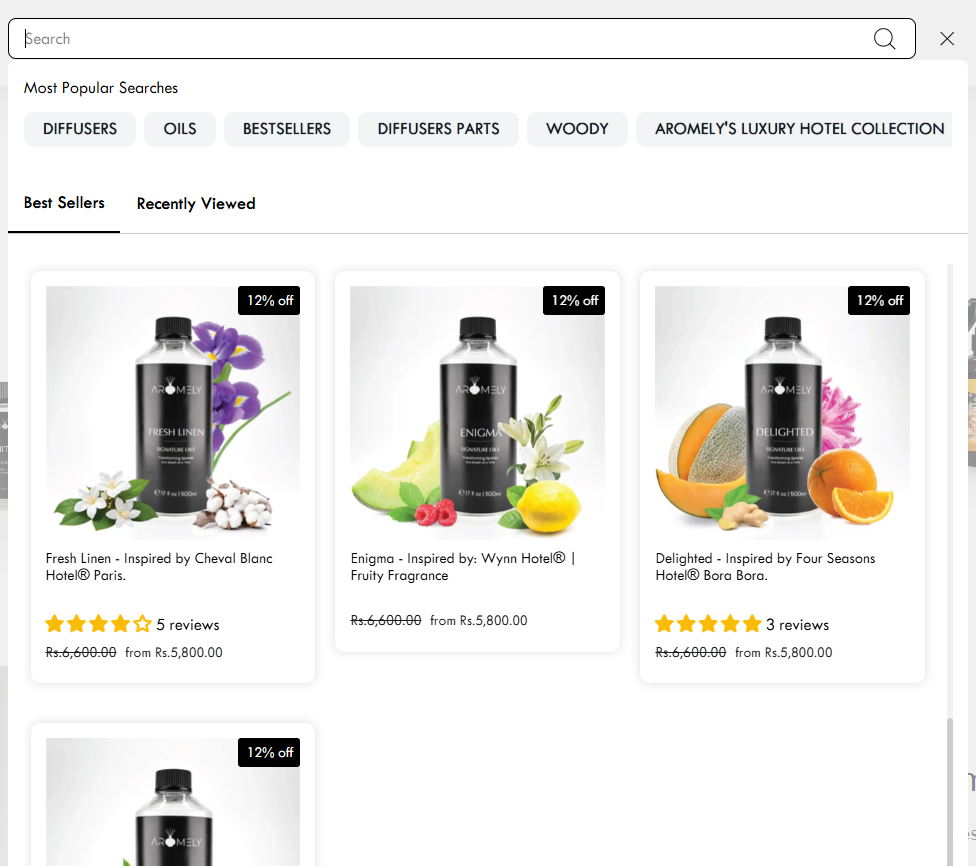 Search
Most Popular Searches
DIFFUSERS
OILS
BESTSELLERS
DIFFUSERS PARTS
WOODY
AROMELY'S LUXURY HOTEL COLLECTION
Best Sellers
Recently Viewed
12% off
AROMELY
FRESH LINEN
SIGNATURE OILS
Fresh Linen - Inspired by Cheval Blanc
Hotel® Paris.
5 reviews
Rs.6,600.00 from Rs.5,800.00
12% off
AROMELY
ENIGMA
SIGNATURE OILS
Enigma - Inspired by: Wynn Hotel® |
Fruity Fragrance
Rs.6,600.00 from Rs.5,800.00
12% off
AROMELY
DELIGHTED
SIGNATURE OILS
Delighted - Inspired by Four Seasons
Hotel® Bora Bora.
3 reviews
Rs.6,600.00 from Rs.5,800.00
12% off
AROMELY